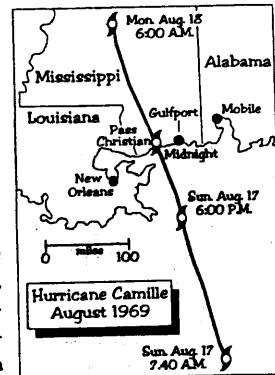 Mon. Aug. 18
6:00 A.M.
Mississippi
Alabama
Louisiana
Gulfport
Mobile
Pass
Christian
Midnight
New
Orleans
Sun. Aug. 17
6:00 P.M.
miles
0 100
Hurricane Camille
August 1969
Sun. Aug. 17
7:40 A.M.